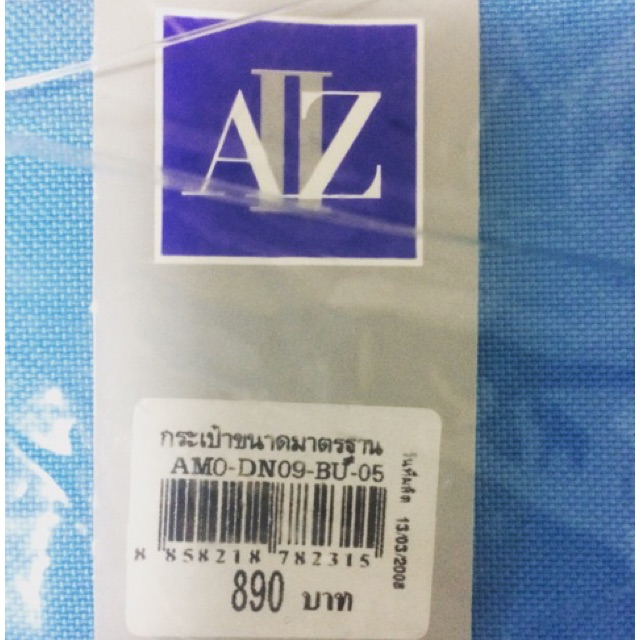 AIIZ
กระเป๋าขนาดมาตรฐาน
AM0-DN09-BU-05
8 858218 782315
890 บาท
วันที่ผลิต 13/03/2008